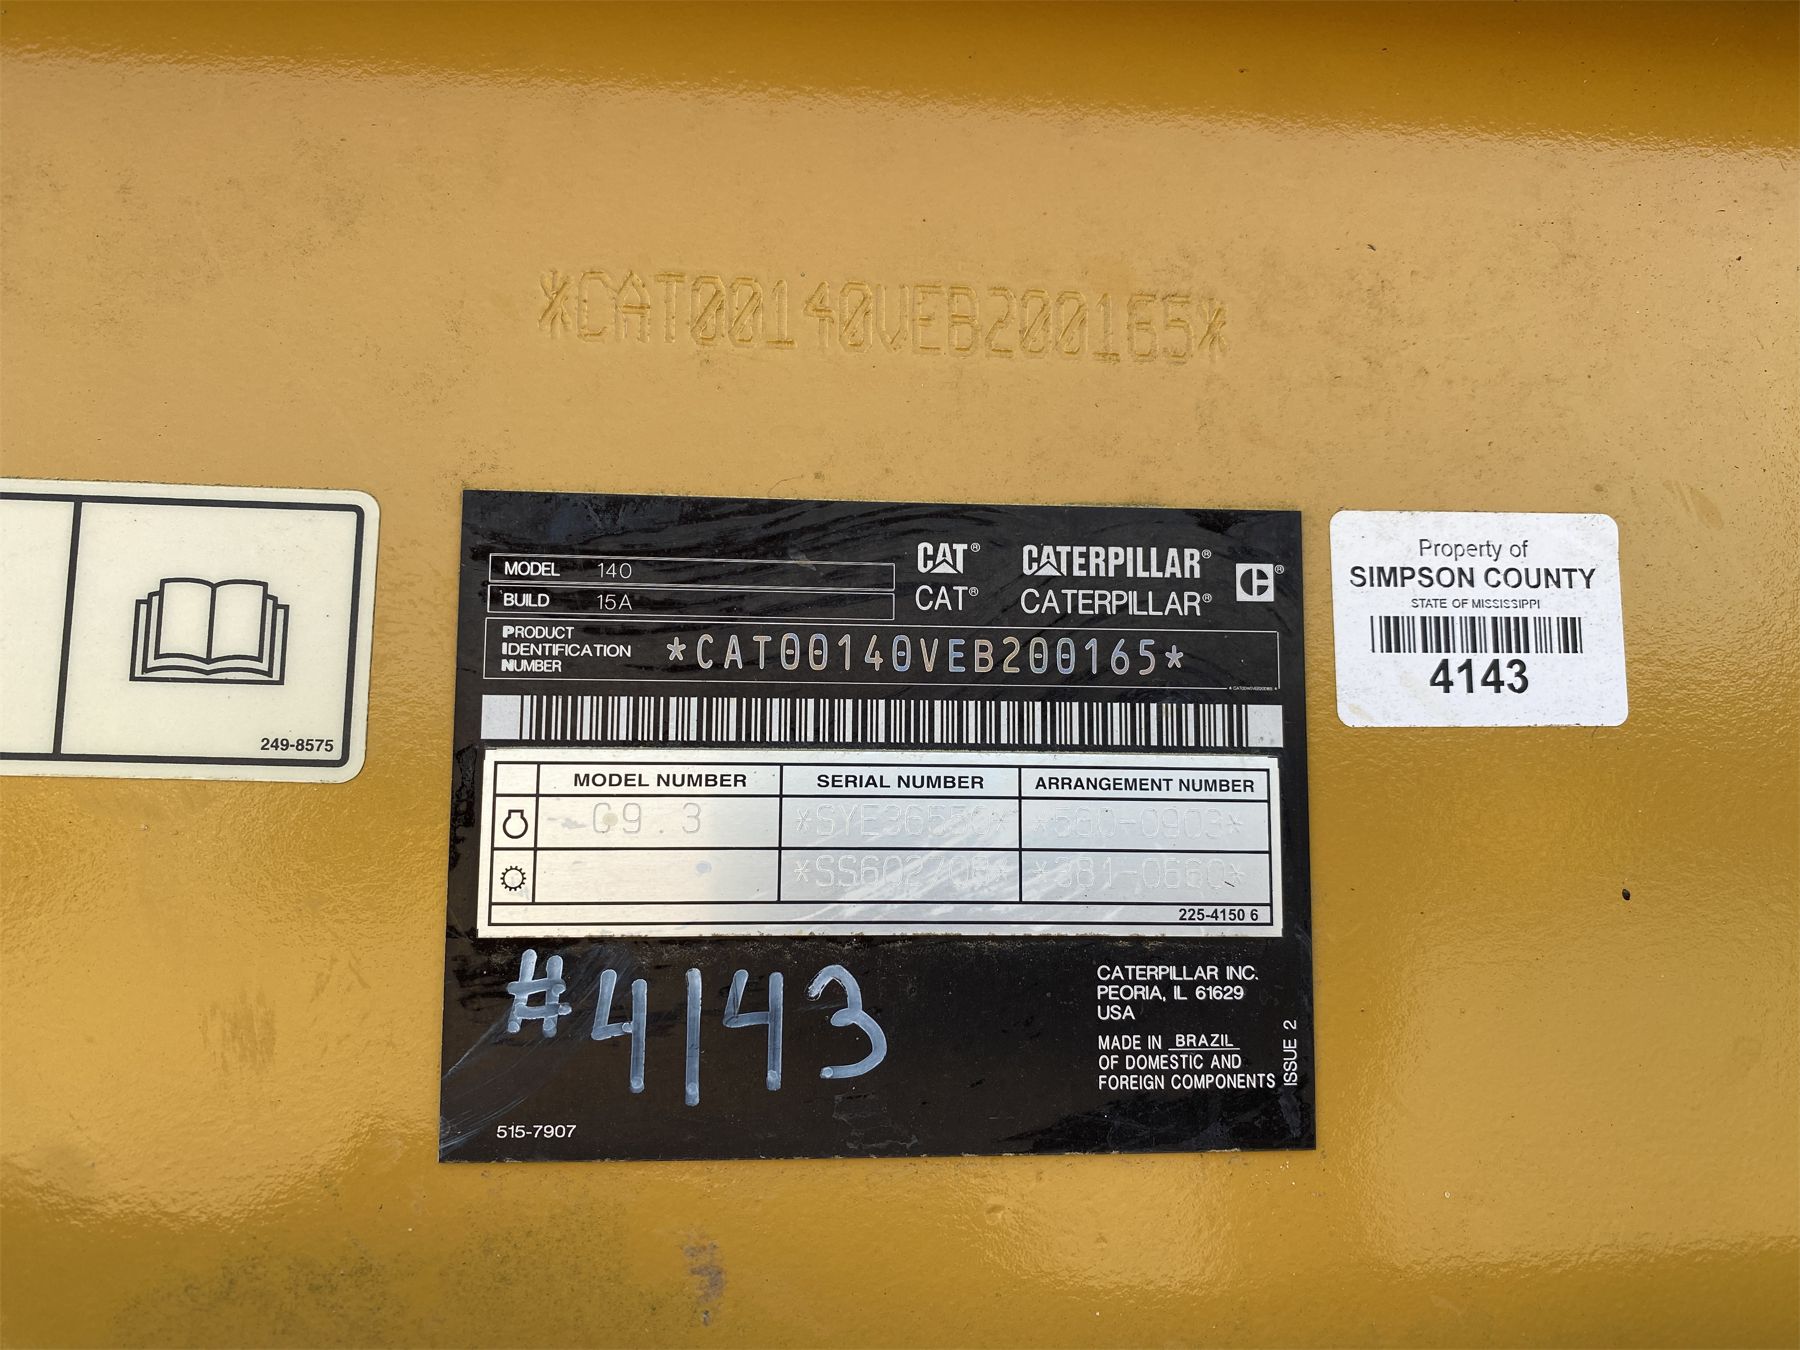 *CAT00140VEB200165*
249-8575
MODEL 140
BUILD 15A
CAT® CATERPILLAR®
CAT® CATERPILLAR®
PRODUCT
IDENTIFICATION
NUMBER
*CAT00140VEB200165*
MODEL NUMBER SERIAL NUMBER ARRANGEMENT NUMBER
C9.3
225-4150 6
#4143
CATERPILLAR INC.
PEORIA, IL 61629
USA
MADE IN BRAZIL
OF DOMESTIC AND
FOREIGN COMPONENTS
ISSUE 2
515-7907
Property of
SIMPSON COUNTY
STATE OF MISSISSIPPI
4143